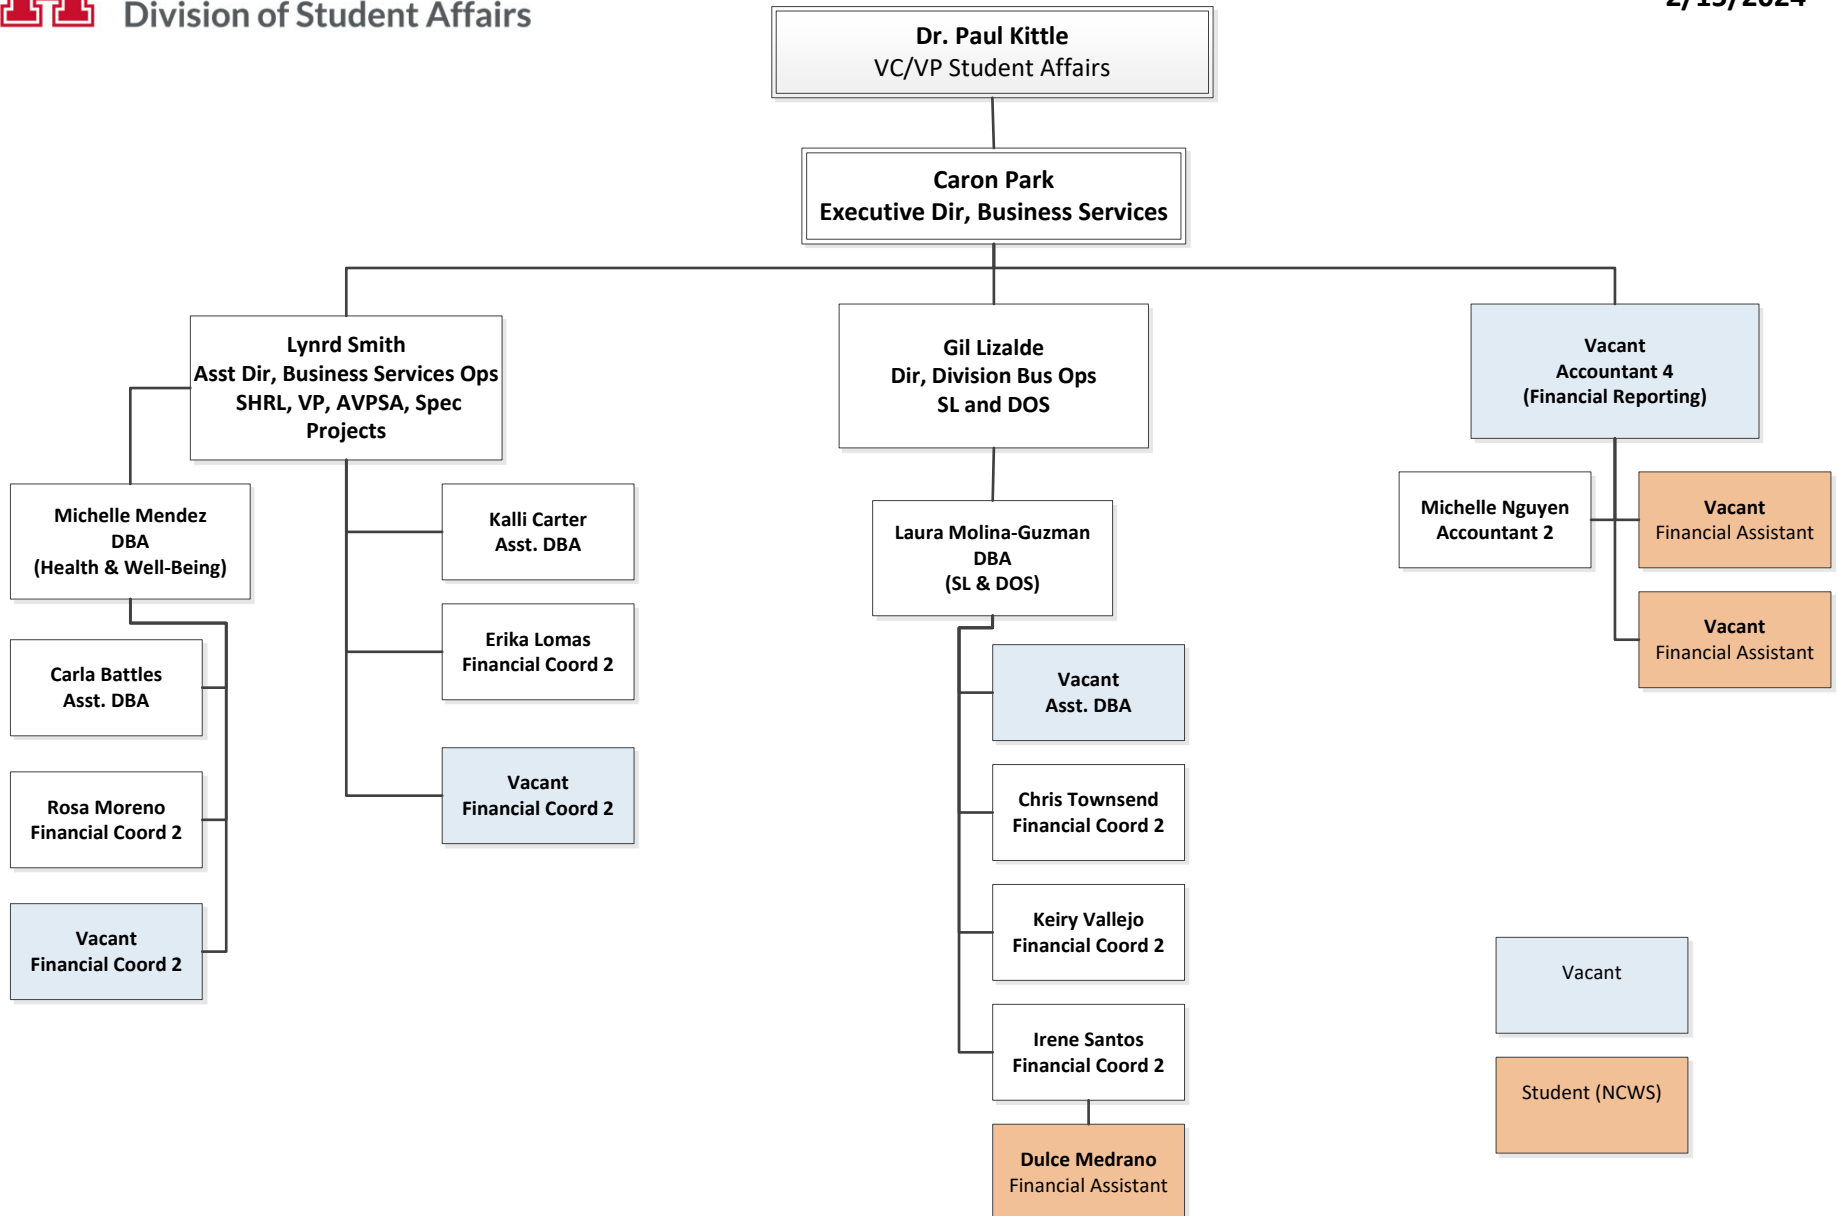 Division of Student Affairs
2/15/2024
Dr. Paul Kittle
VC/VP Student Affairs
Caron Park
Executive Dir, Business Services
Lynrd Smith
Asst Dir, Business Services Ops
SHRL, VP, AVPSA, Spec
Projects
Gil Lizalde
Dir, Division Bus Ops
SL and DOS
Vacant
Accountant 4
(Financial Reporting)
Michelle Mendez
DBA
(Health & Well-Being)
Carla Battles
Asst. DBA
Rosa Moreno
Financial Coord 2
Vacant
Financial Coord 2
Kalli Carter
Asst. DBA
Erika Lomas
Financial Coord 2
Vacant
Financial Coord 2
Laura Molina-Guzman
DBA
(SL & DOS)
Vacant
Asst. DBA
Chris Townsend
Financial Coord 2
Keiry Vallejo
Financial Coord 2
Irene Santos
Financial Coord 2
Dulce Medrano
Financial Assistant
Michelle Nguyen
Accountant 2
Vacant
Financial Assistant
Vacant
Financial Assistant
Vacant
Student (NCWS)